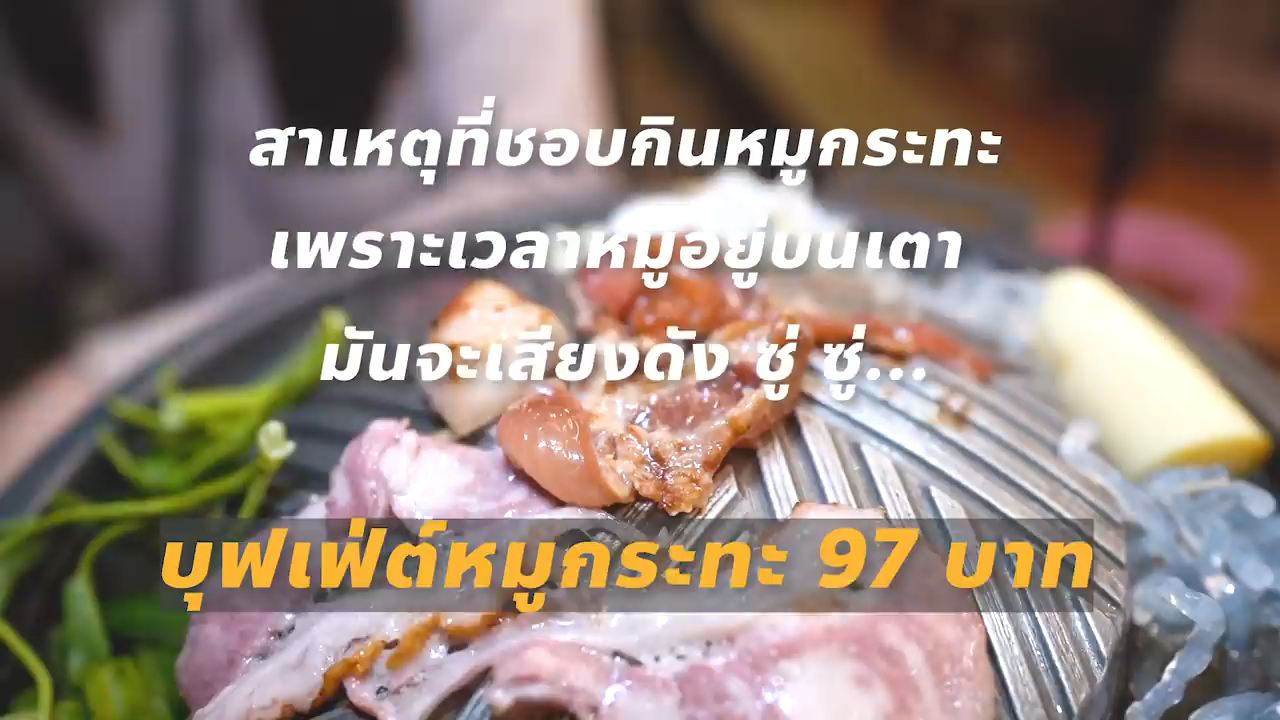 สาเหตุที่ชอบกินหมูกระทะ
เพราะเวลาหมูอยู่บนเตา
มันจะเสียงดัง ซู่ ซู่...
บุฟเฟ่ต์หมูกระทะ 97 บาท